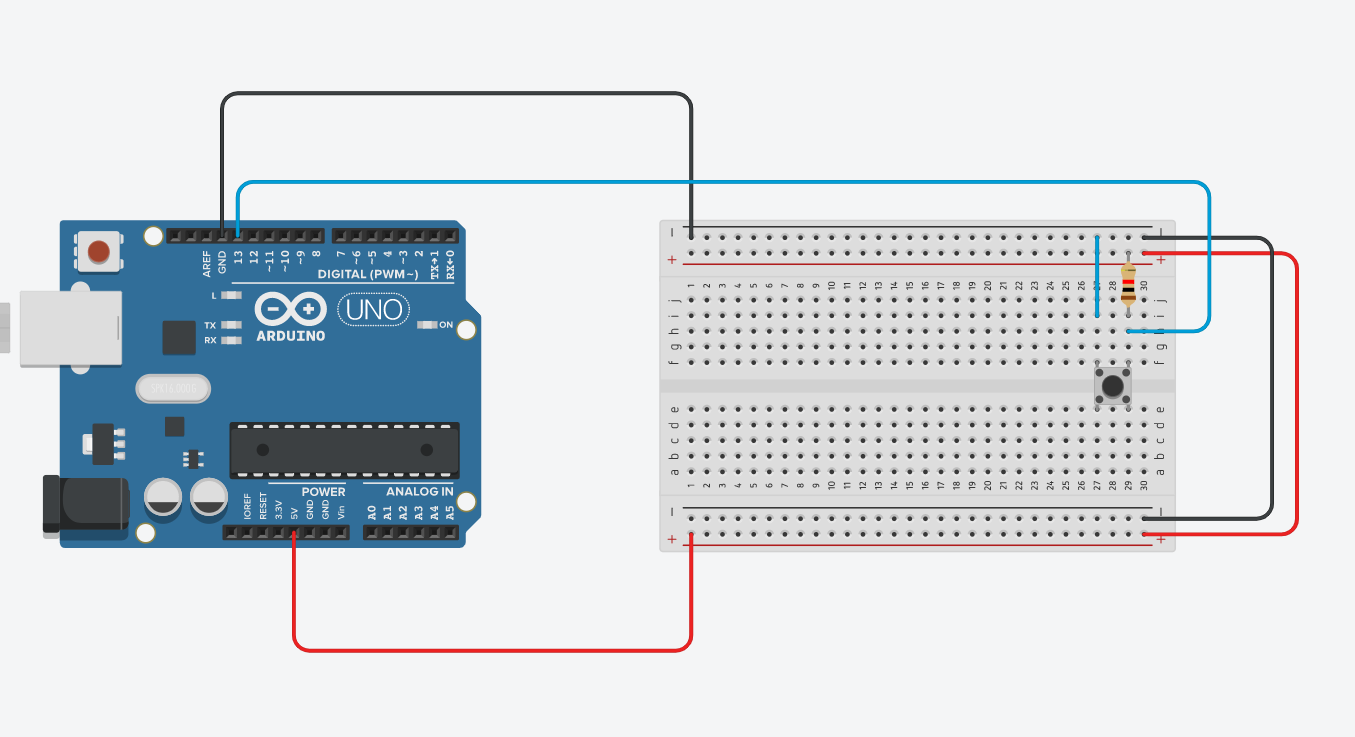 AREF
GND
13
12
~11
~10
~9
8
7
~6
~5
4
~3
2
TX→1
RX←0
DIGITAL (PWM~)
L
TX
RX
ARDUINO
UNO
ON
POWER
ANALOG IN
IOREF
RESET
3.3V
5V
GND
GND
Vin
A0
A1
A2
A3
A4
A5
− −
+ +
1 2 3 4 5 6 7 8 9 10 11 12 13 14 15 16 17 18 19 20 21 22 23 24 25 26 27 28 29 30
j j
i i
h h
g g
f f
e e
d d
c c
b b
a a
1 2 3 4 5 6 7 8 9 10 11 12 13 14 15 16 17 18 19 20 21 22 23 24 25 26 27 28 29 30
− −
+ +